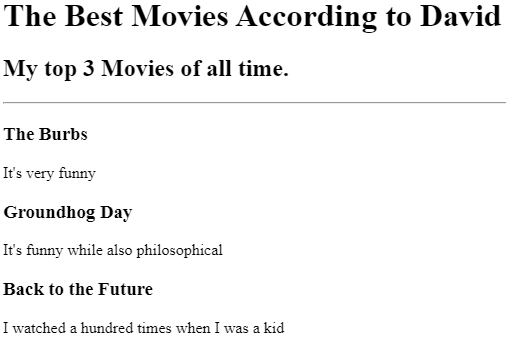 The Best Movies According to David
My top 3 Movies of all time.
The Burbs
It's very funny
Groundhog Day
It's funny while also philosophical
Back to the Future
I watched a hundred times when I was a kid